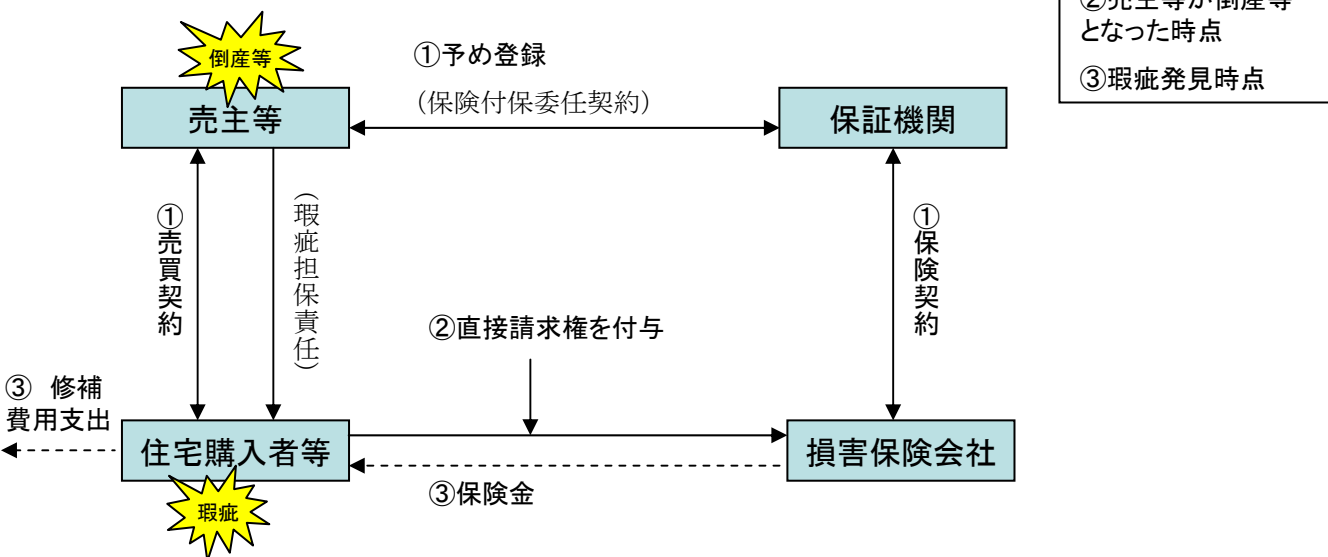 ②売主等が倒産等
となった時点
③瑕疵発見時点
倒産等
①予め登録
（保険付保委任契約）
売主等
保証機関
①売買契約
（瑕疵担保責任）
①保険契約
②直接請求権を付与
③　修補
費用支出
住宅購入者等
損害保険会社
③保険金
瑕疵